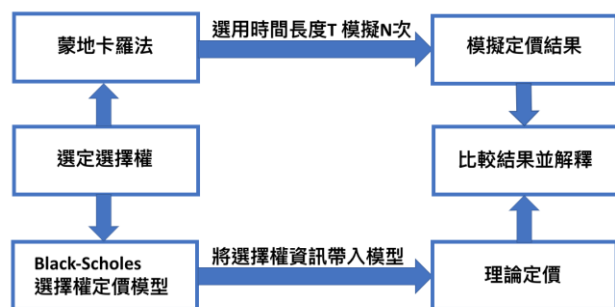 蒙地卡羅法
選用時間長度T 模擬N次
模擬定價結果
選定選擇權
比較結果並解釋
Black-Scholes
選擇權定價模型
將選擇權資訊帶入模型
理論定價